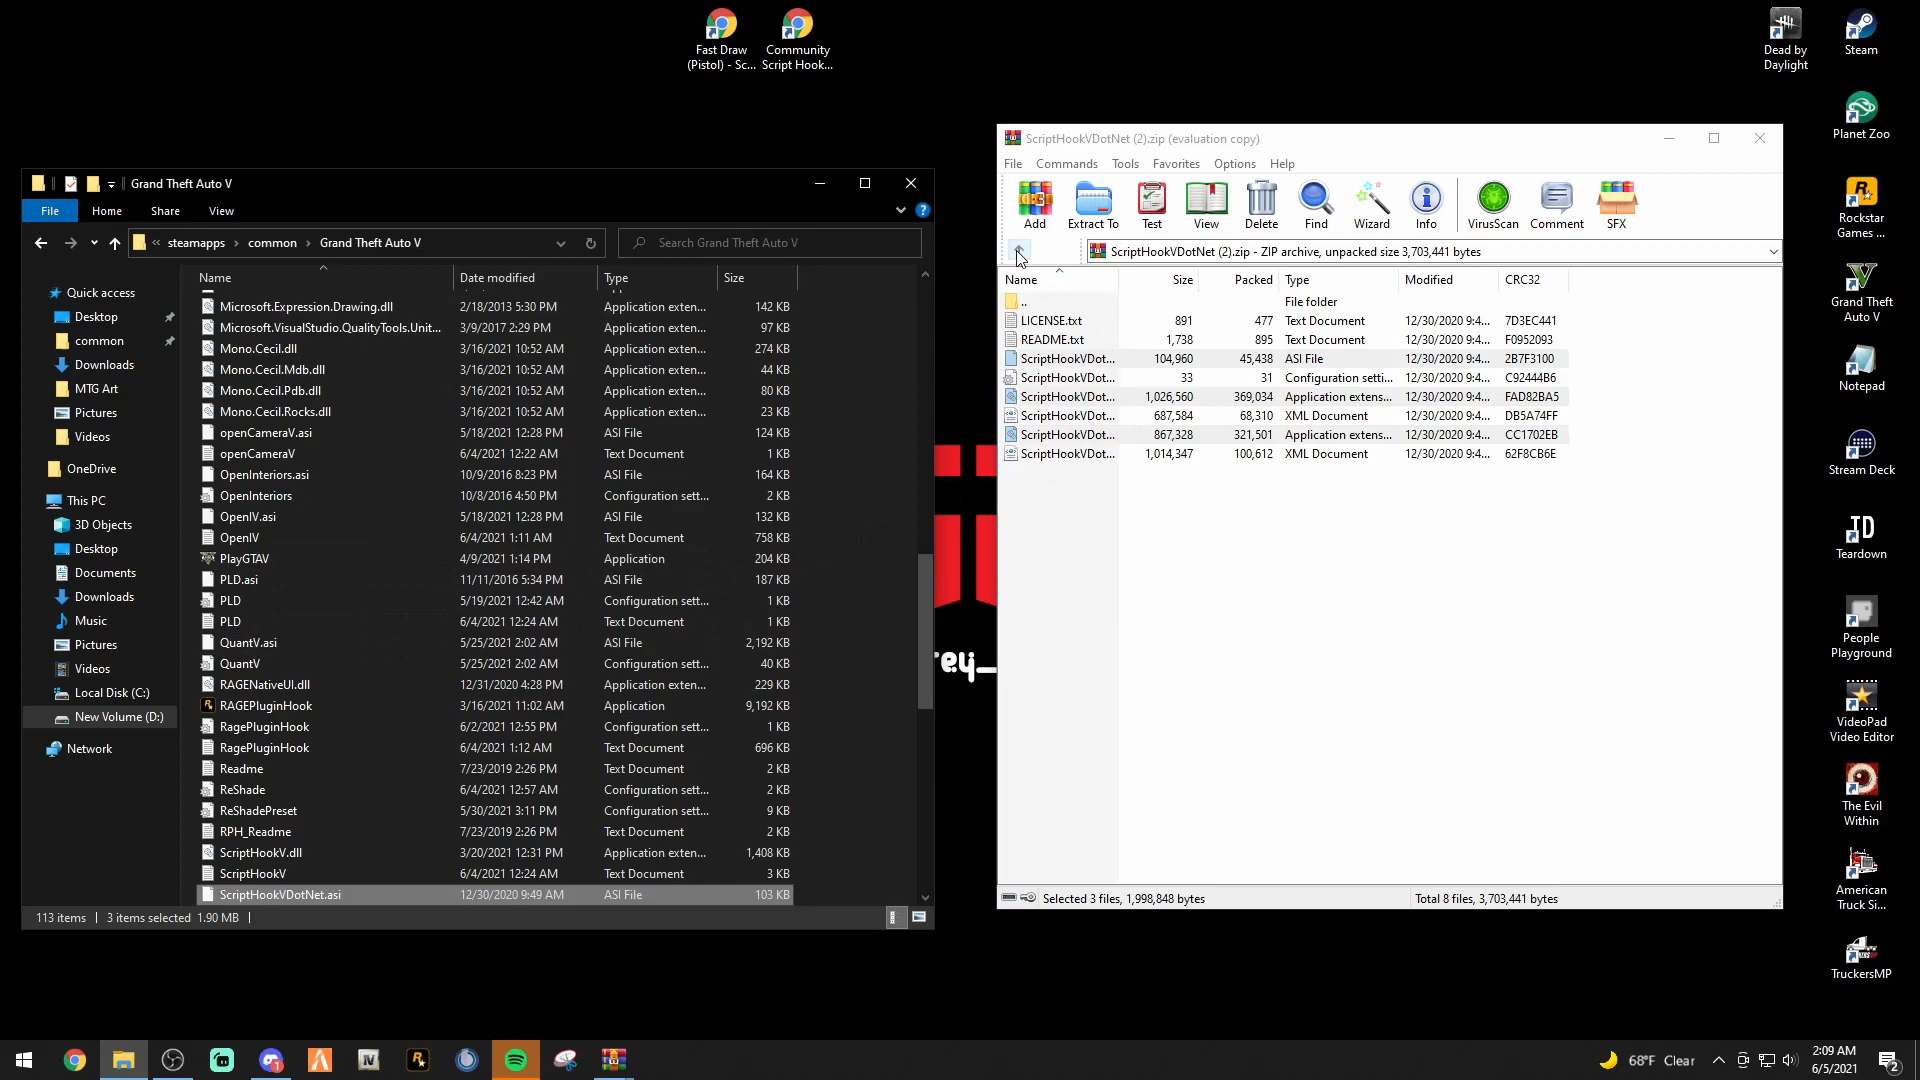 Fast Draw
(Pistol) - Sc...
Community
Script Hook...
Dead by
Daylight
Steam
Planet Zoo
Rockstar
Games ...
Grand Theft
Auto V
Notepad
Stream Deck
Teardown
People
Playground
VideoPad
Video Editor
The Evil
Within
American
Truck Si...
TruckersMP
Grand Theft Auto V
File Home Share View
« steamapps › common › Grand Theft Auto V
Search Grand Theft Auto V
Quick access
Desktop
common
Downloads
MTG Art
Pictures
Videos
OneDrive
This PC
3D Objects
Desktop
Documents
Downloads
Music
Pictures
Videos
Local Disk (C:)
New Volume (D:)
Network
Name Date modified Type Size
Microsoft.Expression.Drawing.dll 2/18/2013 5:30 PM Application exten... 142 KB
Microsoft.VisualStudio.QualityTools.Unit... 3/9/2017 2:29 PM Application exten... 97 KB
Mono.Cecil.dll 3/16/2021 10:52 AM Application exten... 274 KB
Mono.Cecil.Mdb.dll 3/16/2021 10:52 AM Application exten... 44 KB
Mono.Cecil.Pdb.dll 3/16/2021 10:52 AM Application exten... 80 KB
Mono.Cecil.Rocks.dll 3/16/2021 10:52 AM Application exten... 23 KB
openCameraV.asi 5/18/2021 12:28 PM ASI File 124 KB
openCameraV 6/4/2021 12:22 AM Text Document 1 KB
OpenInteriors.asi 10/9/2016 8:23 PM ASI File 164 KB
OpenInteriors 10/8/2016 4:50 PM Configuration sett... 2 KB
OpenIV.asi 5/18/2021 12:28 PM ASI File 132 KB
OpenIV 6/4/2021 1:11 AM Text Document 758 KB
PlayGTAV 4/9/2021 1:14 PM Application 204 KB
PLD.asi 11/11/2016 5:34 PM ASI File 187 KB
PLD 5/19/2021 12:42 AM Configuration sett... 1 KB
PLD 6/4/2021 12:24 AM Text Document 1 KB
QuantV.asi 5/25/2021 2:02 AM ASI File 2,192 KB
QuantV 5/25/2021 2:02 AM Configuration sett... 40 KB
RAGENativeUI.dll 12/31/2020 4:28 PM Application exten... 229 KB
RAGEPluginHook 3/16/2021 11:02 AM Application 9,192 KB
RagePluginHook 6/2/2021 12:55 PM Configuration sett... 1 KB
RagePluginHook 6/4/2021 1:12 AM Text Document 696 KB
Readme 7/23/2019 2:26 PM Text Document 2 KB
ReShade 6/4/2021 12:57 AM Configuration sett... 2 KB
ReShadePreset 5/30/2021 3:11 PM Configuration sett... 9 KB
RPH_Readme 7/23/2019 2:26 PM Text Document 2 KB
ScriptHookV.dll 3/20/2021 12:31 PM Application exten... 1,408 KB
ScriptHookV 6/4/2021 12:24 AM Text Document 3 KB
ScriptHookVDotNet.asi 12/30/2020 9:49 AM ASI File 103 KB
113 items 3 items selected 1.90 MB
ScriptHookVDotNet (2).zip (evaluation copy)
File Commands Tools Favorites Options Help
Add Extract To Test View Delete Find Wizard Info VirusScan Comment SFX
ScriptHookVDotNet (2).zip - ZIP archive, unpacked size 3,703,441 bytes
Name Size Packed Type Modified CRC32
.. File folder
LICENSE.txt 891 477 Text Document 12/30/2020 9:4... 7D3EC441
README.txt 1,738 895 Text Document 12/30/2020 9:4... F0952093
ScriptHookVDot... 104,960 45,438 ASI File 12/30/2020 9:4... 2B7F3100
ScriptHookVDot... 33 31 Configuration setti... 12/30/2020 9:4... C92444B6
ScriptHookVDot... 1,026,560 369,034 Application extens... 12/30/2020 9:4... FAD82BA5
ScriptHookVDot... 687,584 68,310 XML Document 12/30/2020 9:4... DB5A74FF
ScriptHookVDot... 867,328 321,501 Application extens... 12/30/2020 9:4... CC1702EB
ScriptHookVDot... 1,014,347 100,612 XML Document 12/30/2020 9:4... 62F8CB6E
Selected 3 files, 1,998,848 bytes
Total 8 files, 3,703,441 bytes
ey_
68°F Clear
2:09 AM
6/5/2021
2